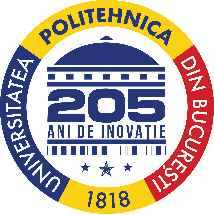 UNIVERSITATEA
POLITEHNICA
DIN BUCUREȘTI
205
ANI DE INOVAȚIE
1818